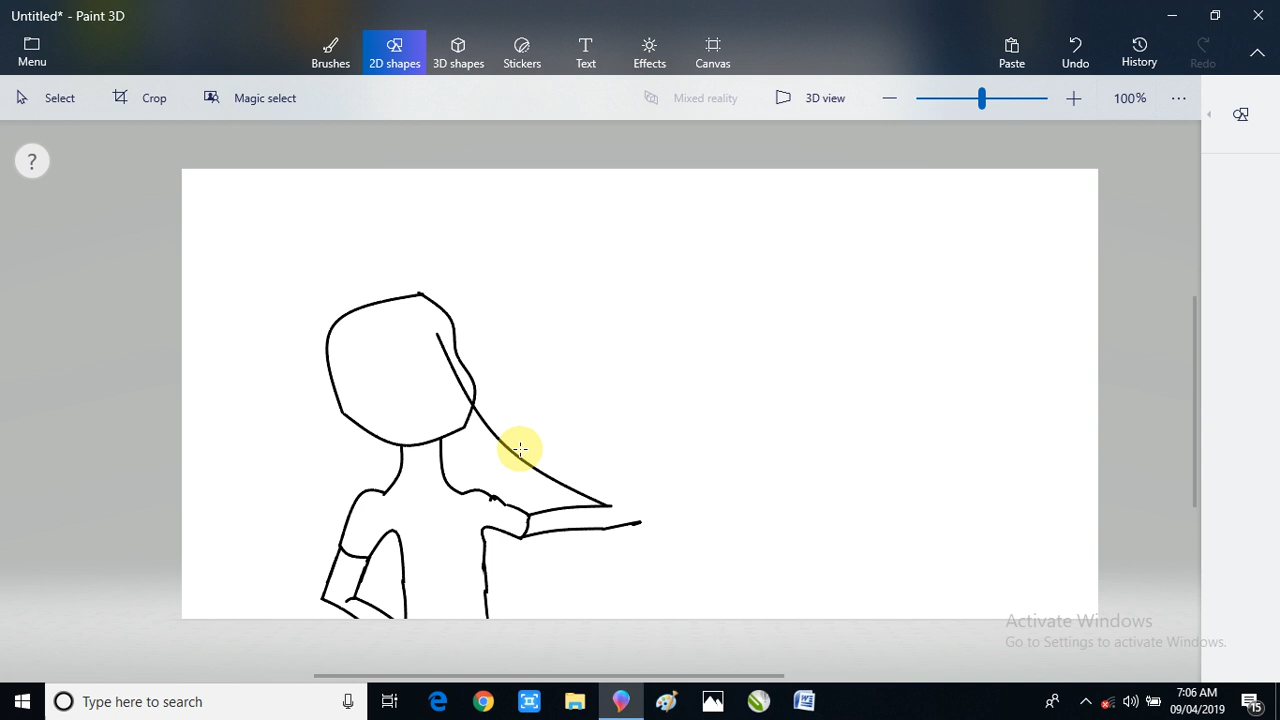 Untitled* - Paint 3D
Menu
Brushes
2D shapes
3D shapes
Stickers
Text
Effects
Canvas
Paste
Undo
History
Redo
Select
Crop
Magic select
Mixed reality
3D view
100%
?
Activate Windows
Go to Settings to activate Windows.
Type here to search
7:06 AM
09/04/2019
15